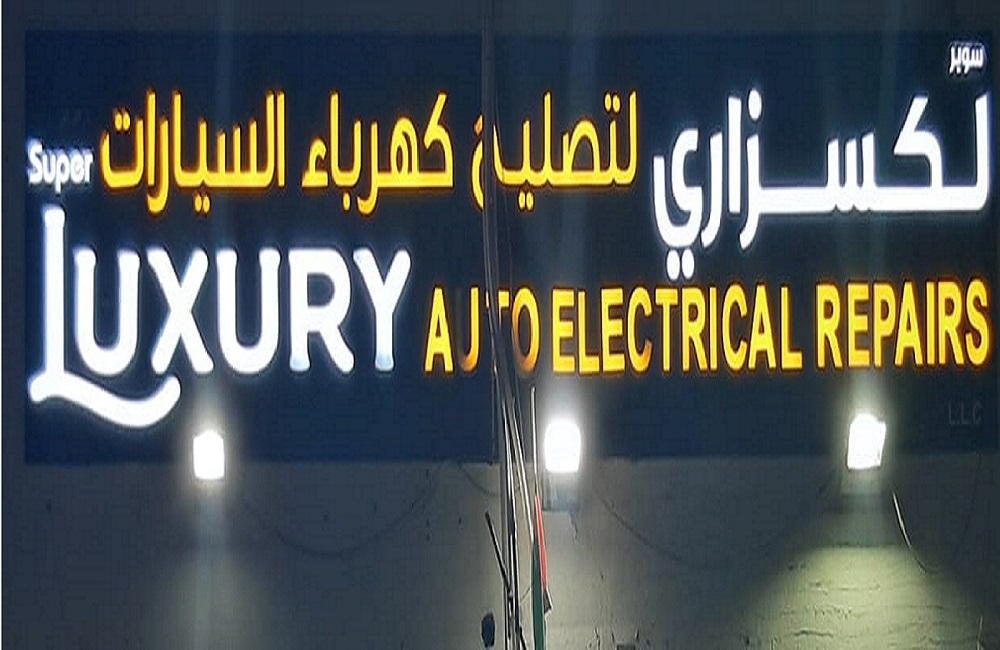 سوبر
لكسزاري لتصليح كهرباء السيارات
Super
LUXURY AUTO ELECTRICAL REPAIRS
L.L.C